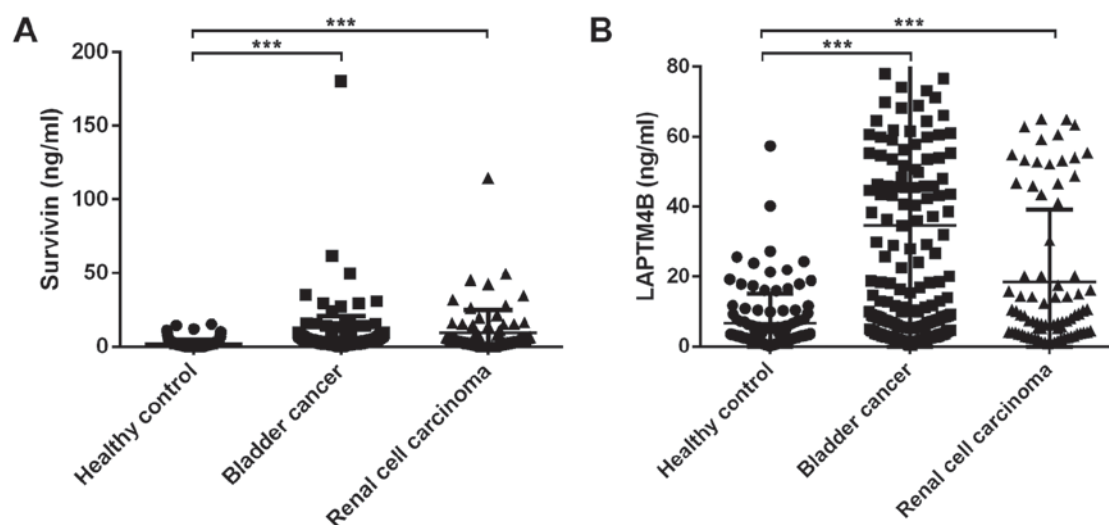 A
***
***
Survivin (ng/ml)
200
150
100
50
0
Healthy control
Bladder cancer
Renal cell carcinoma
B
***
***
LAPTM4B (ng/ml)
80
60
40
20
0
Healthy control
Bladder cancer
Renal cell carcinoma